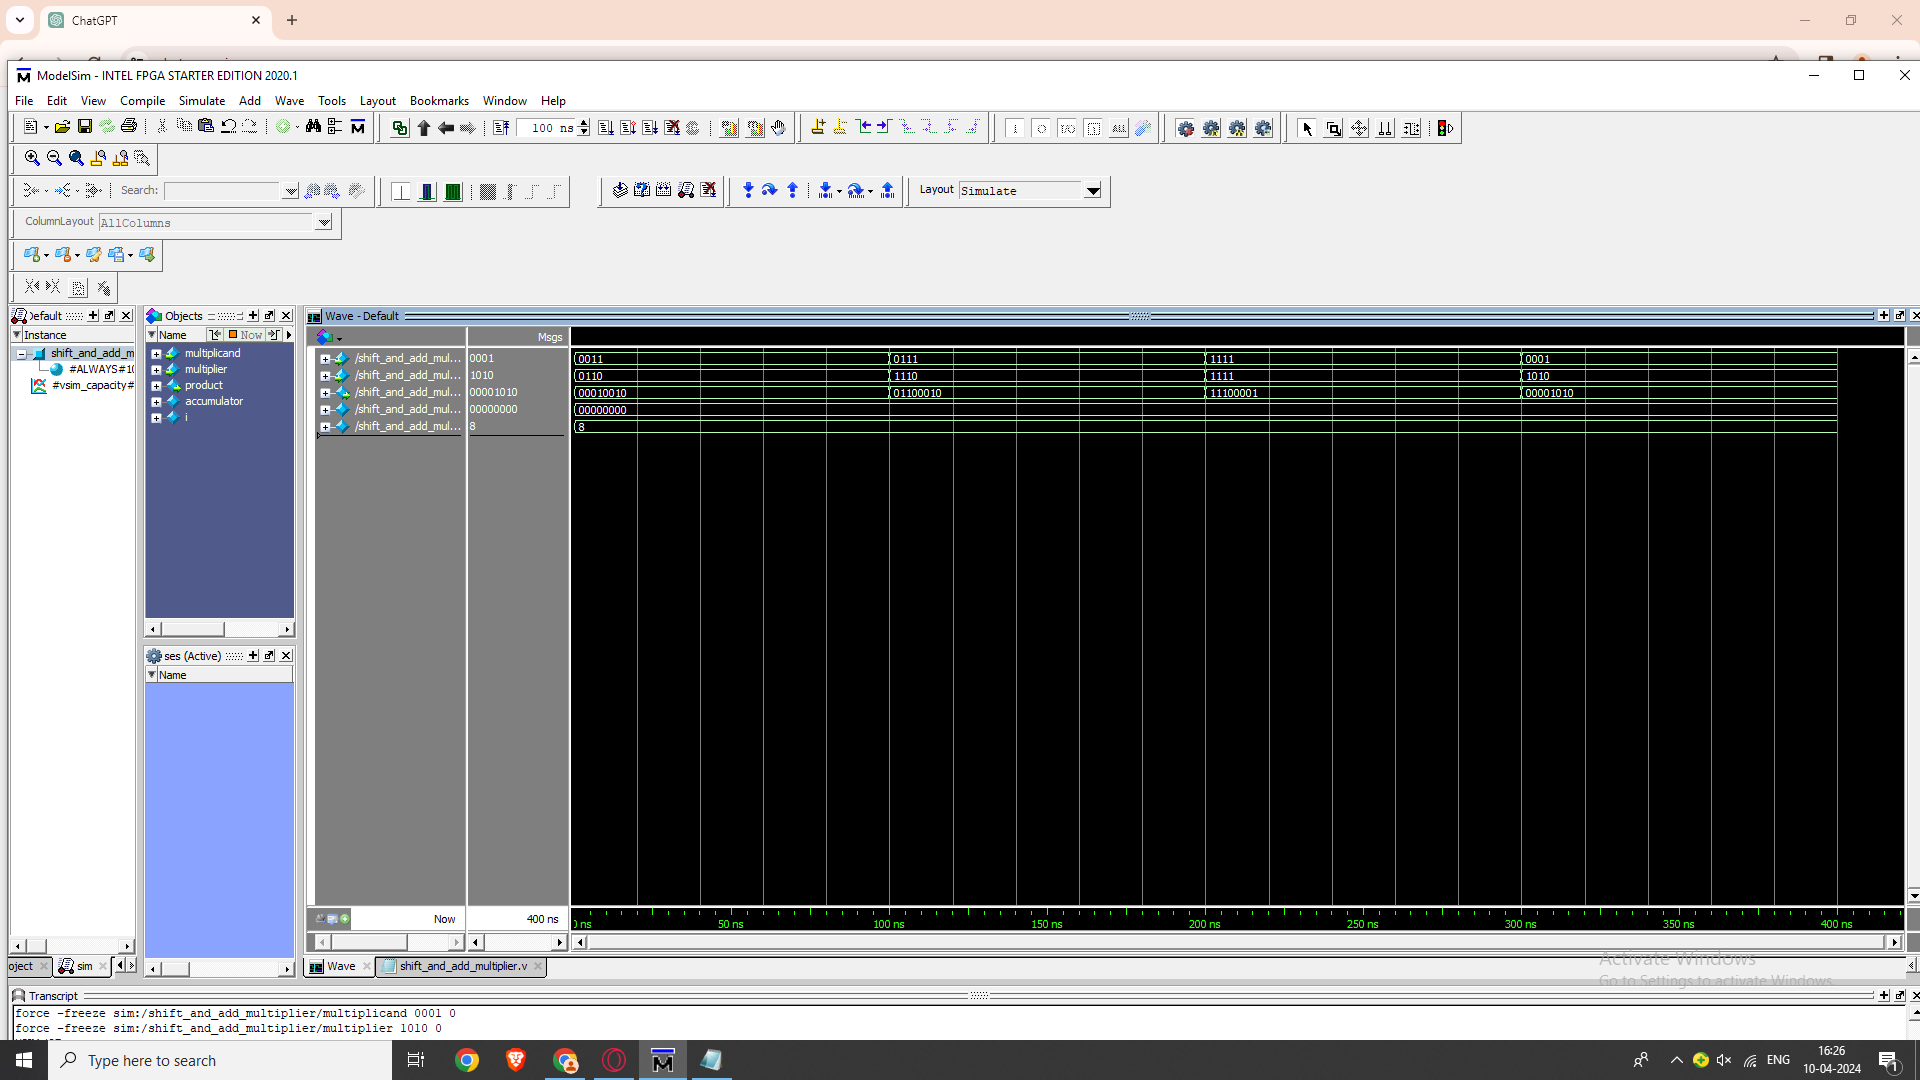 ChatGPT
ModelSim - INTEL FPGA STARTER EDITION 2020.1
File Edit View Compile Simulate Add Wave Tools Layout Bookmarks Window Help
100 ns
Search:
Layout Simulate
ColumnLayout AllColumns
Default
Instance
shift_and_add_m
#ALWAYS#10
#vsim_capacity#
Objects
Name Now
multiplicand
multiplier
product
accumulator
i
ses (Active)
Name
Wave - Default
Msgs
/shift_and_add_mul... 0001 0011 0111 1111 0001
/shift_and_add_mul... 1010 0110 1110 1111 1010
/shift_and_add_mul... 00001010 00010010 01100010 11100001 00001010
/shift_and_add_mul... 00000000 00000000
/shift_and_add_mul... 8 8
Now 400 ns
0 ns 50 ns 100 ns 150 ns 200 ns 250 ns 300 ns 350 ns 400 ns
oject sim
Wave shift_and_add_multiplier.v
Activate Windows
Go to Settings to activate Windows.
Transcript
force -freeze sim:/shift_and_add_multiplier/multiplicand 0001 0
force -freeze sim:/shift_and_add_multiplier/multiplier 1010 0
Type here to search
ENG
16:26
10-04-2024
1